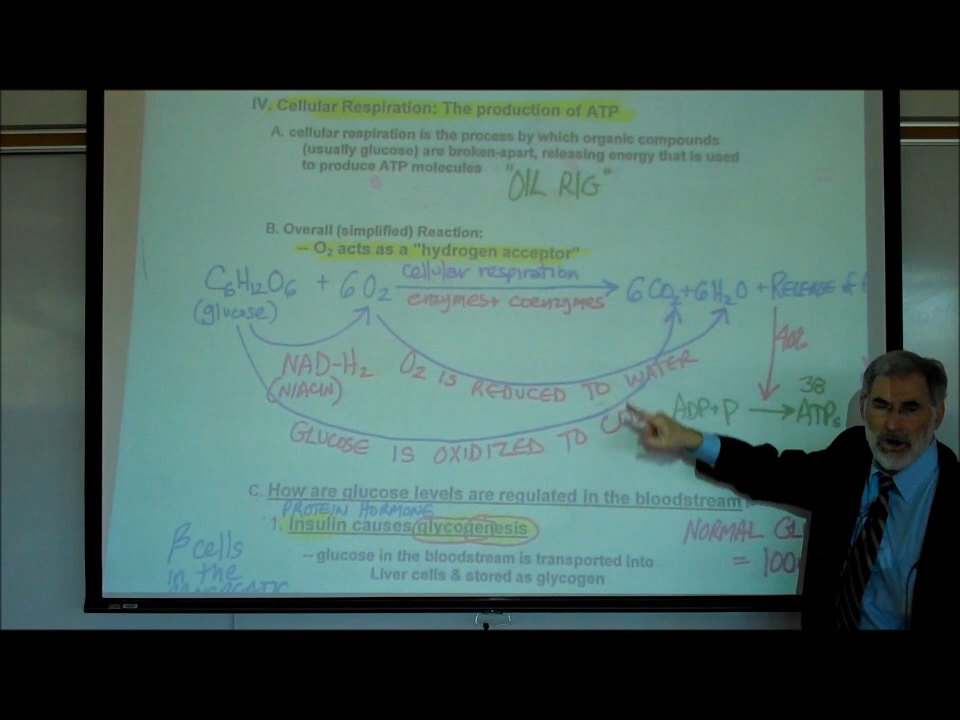 IV. Cellular Respiration: The production of ATP
A. cellular respiration is the process by which organic compounds
(usually glucose) are broken-apart, releasing energy that is used
to produce ATP molecules "OIL RIG"
B. Overall (simplified) Reaction:
-- O₂ acts as a "hydrogen acceptor"
cellular respiration
C₆H₁₂O₆ + 6O₂ → 6CO₂+6H₂O + RELEASE of
(glucose) enzymes+ coenzymes
40%
NAD-H₂ O₂ IS REDUCED TO WATER
(NIACIN)
38
ADP+P → ATPs
GLUCOSE IS OXIDIZED TO
C. How are glucose levels are regulated in the bloodstream
PROTEIN HORMONE
1. Insulin causes glycogenesis
NORMAL
-- glucose in the bloodstream is transported into
Liver cells & stored as glycogen
= 100
β cells
in the